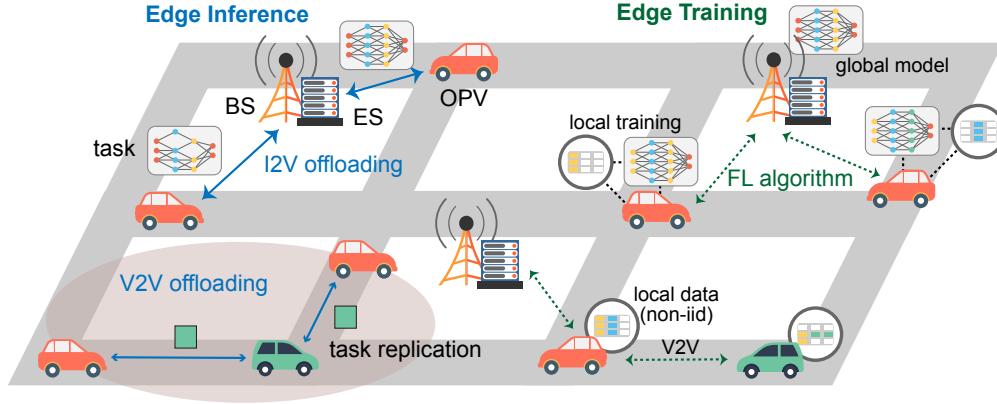 Edge Inference
Edge Training
global model
BS
ES
OPV
task
I2V offloading
local training
FL algorithm
V2V offloading
task replication
local data
(non-iid)
V2V